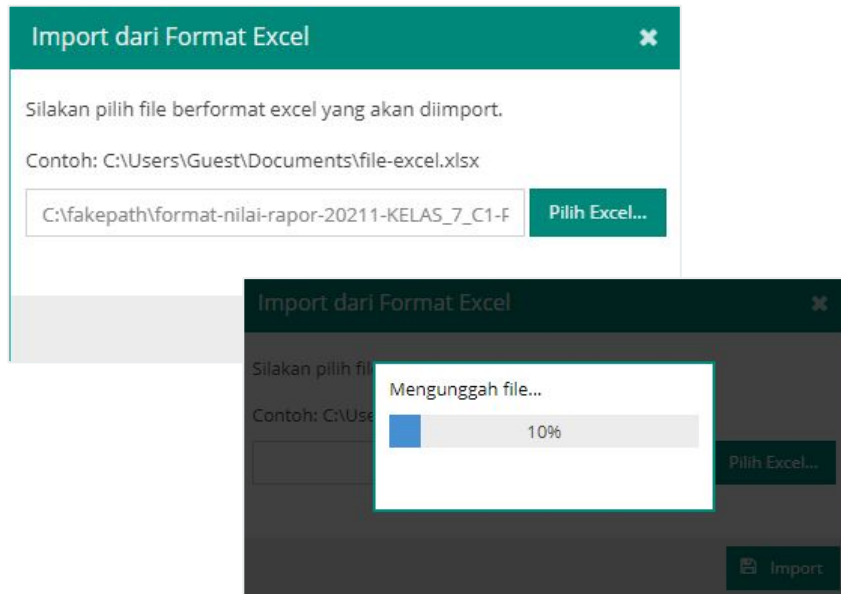 Import dari Format Excel
Silakan pilih file berformat excel yang akan diimport.
Contoh: C:\Users\Guest\Documents\file-excel.xlsx
C:\fakepath\format-nilai-rapor-20211-KELAS_7_C1-F
Pilih Excel...
Import dari Format Excel
Silakan pilih fil
Contoh: C:\Use
Mengunggah file...
10%
Pilih Excel...
Import